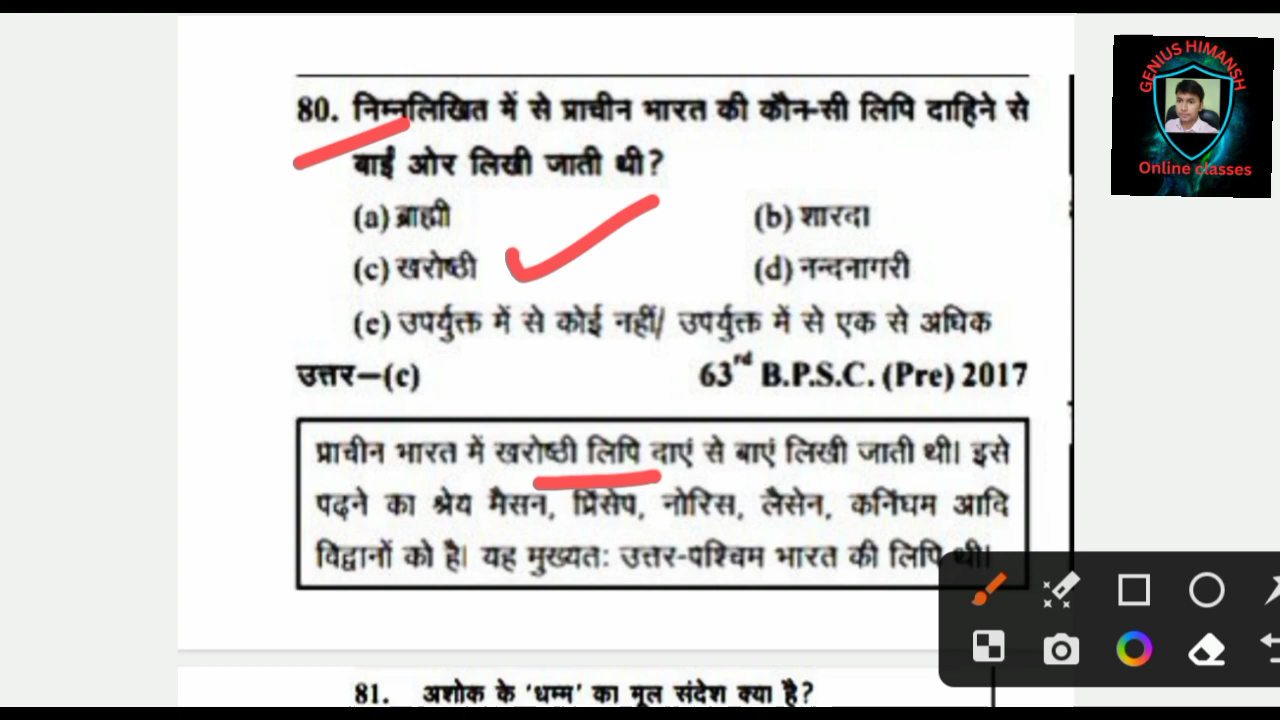 GENIUS HIMANSH
Online classes
80. निम्नलिखित में से प्राचीन भारत की कौन-सी लिपि दाहिने से
बाईं ओर लिखी जाती थी?
(a) ब्राह्मी (b) शारदा
(c) खरोष्ठी (d) नन्दनागरी
(e) उपर्युक्त में से कोई नहीं/ उपर्युक्त में से एक से अधिक
उत्तर—(c) 63rd B.P.S.C. (Pre) 2017
प्राचीन भारत में खरोष्ठी लिपि दाएं से बाएं लिखी जाती थी। इसे
पढ़ने का श्रेय मैसन, प्रिंसेप, नोरिस, लैसेन, कनिंघम आदि
विद्वानों को है। यह मुख्यतः उत्तर-पश्चिम भारत की लिपि थी।
81. अशोक के 'धम्म' का मूल संदेश क्या है?